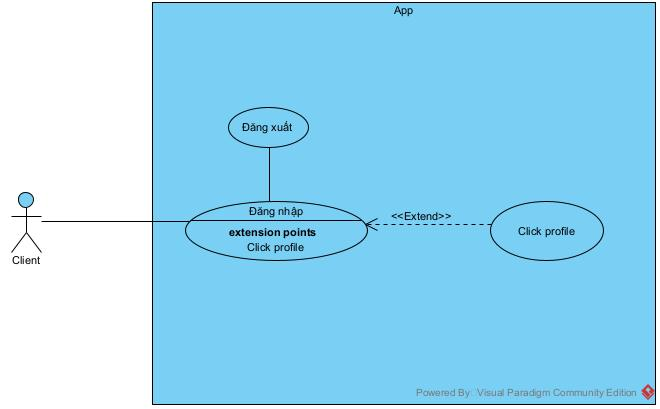 App
Đăng xuất
Đăng nhập
extension points
Click profile
<<Extend>>
Click profile
Client
Powered By: Visual Paradigm Community Edition